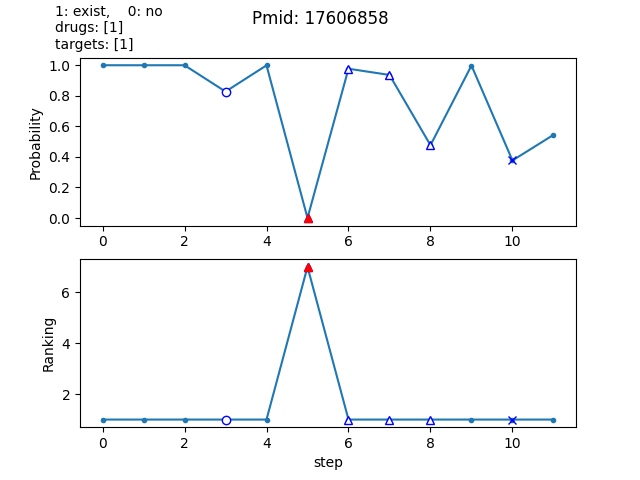 1: exist,    0: no
drugs: [1]
targets: [1]
Pmid: 17606858
Probability
1.0
0.8
0.6
0.4
0.2
0.0
0 2 4 6 8 10
Ranking
6
4
2
0 2 4 6 8 10
step